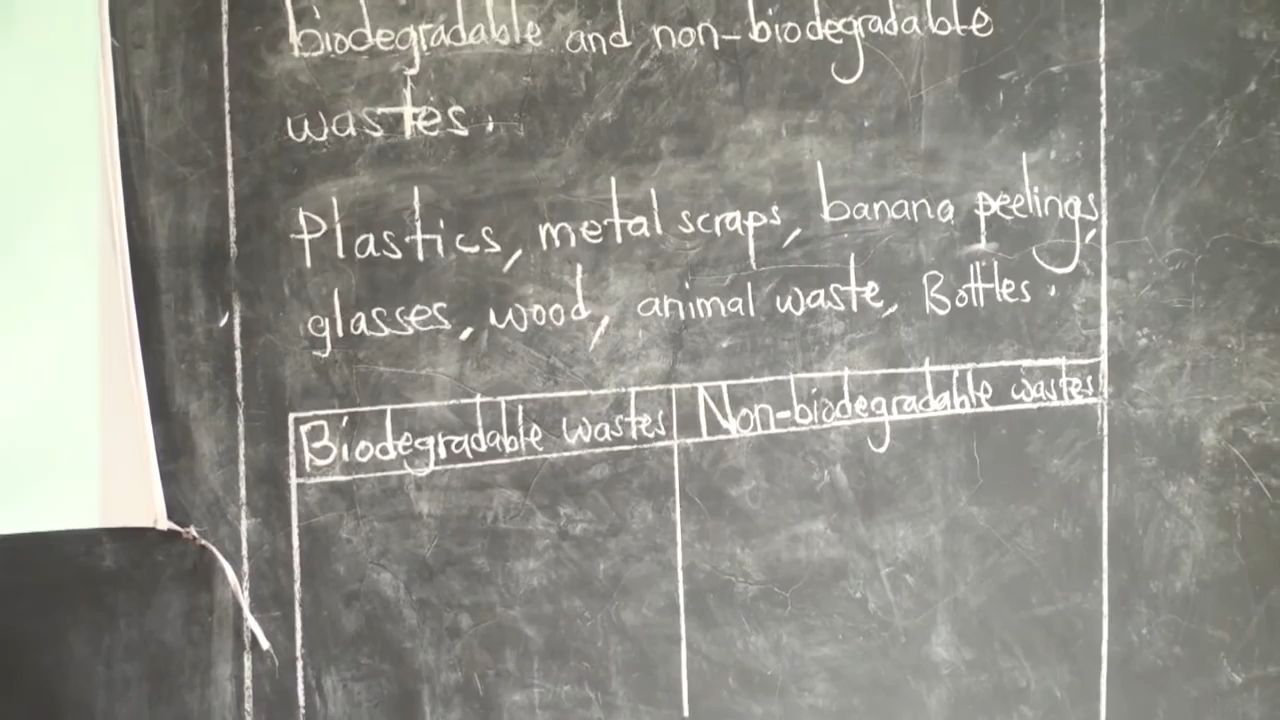 biodegradable and non-biodegradable
wastes.
Plastics, metal scraps, banana peelings,
glasses, wood, animal waste, Bottles.
Biodegradable wastes
Non-biodegradable wastes